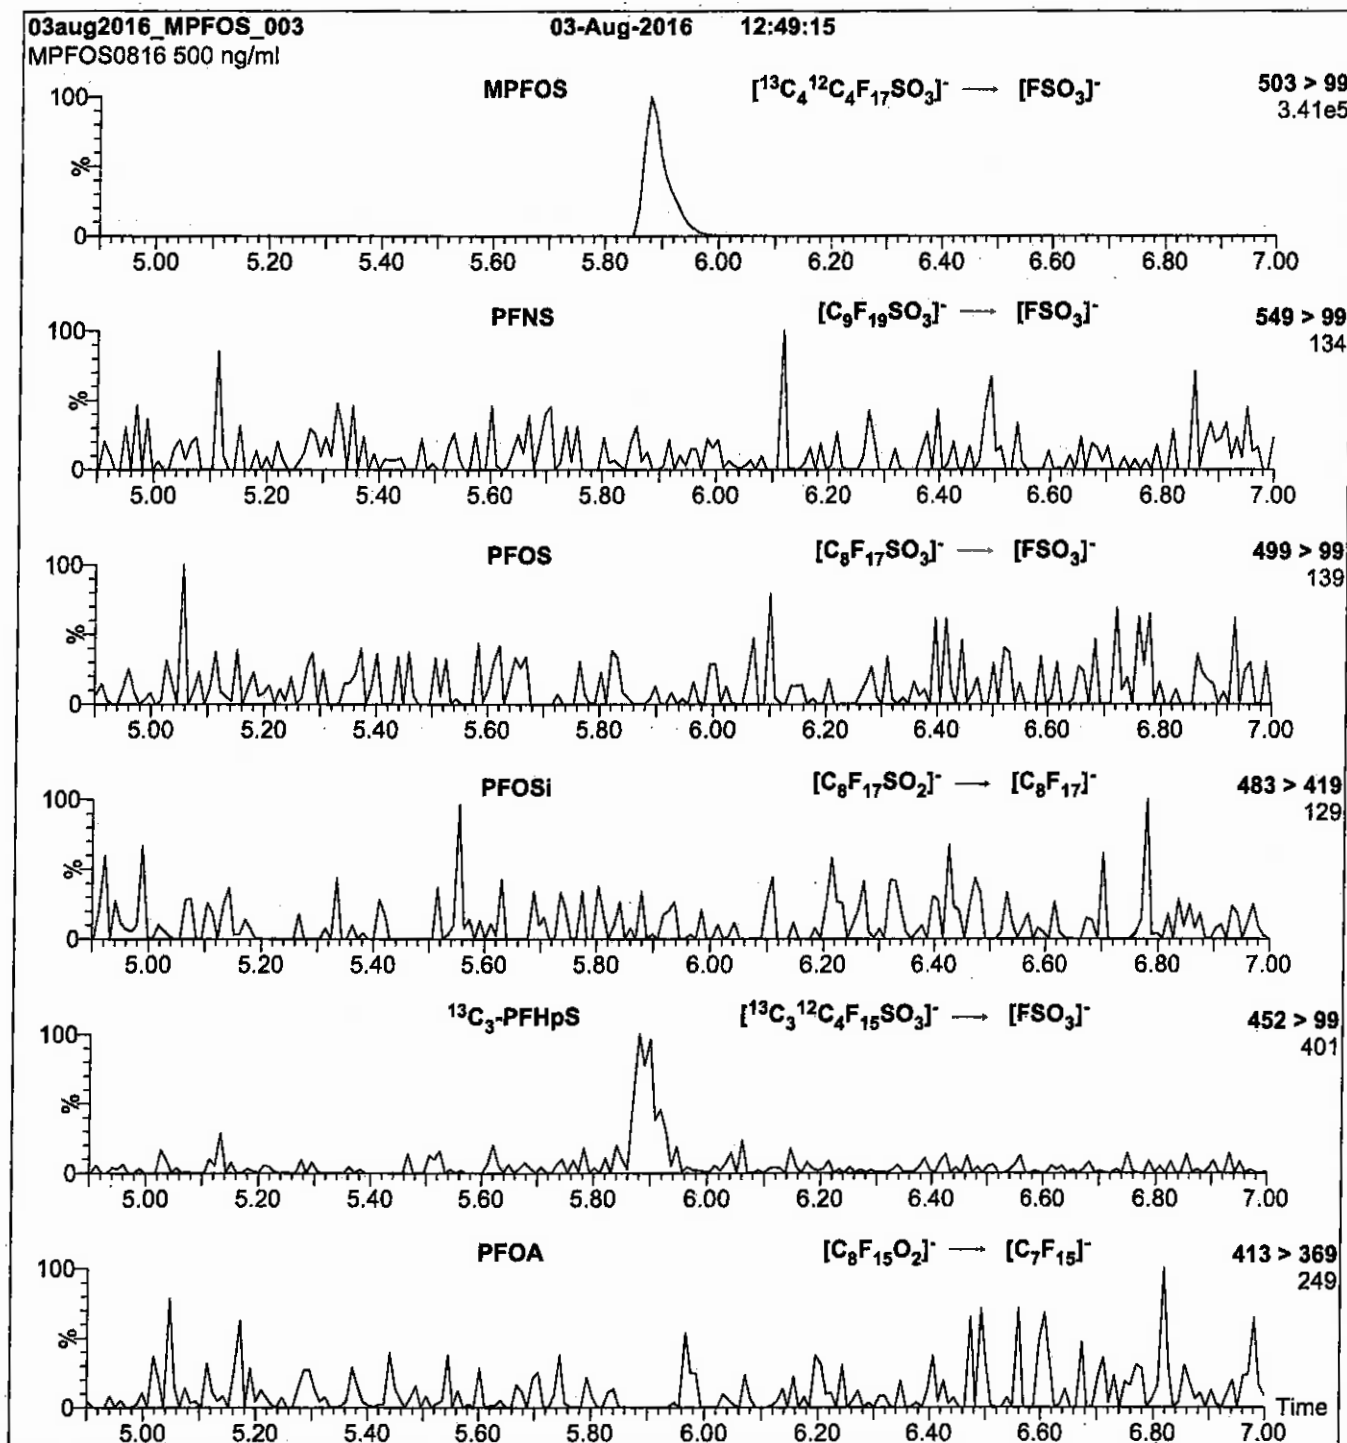 03aug2016_MPFOS_003 03-Aug-2016 12:49:15
MPFOS0816 500 ng/ml
MPFOS [¹³C₄¹²C₄F₁₇SO₃]⁻ → [FSO₃]⁻ 503 > 99
3.41e5
100
%
0
5.00 5.20 5.40 5.60 5.80 6.00 6.20 6.40 6.60 6.80 7.00
PFNS [C₉F₁₉SO₃]⁻ → [FSO₃]⁻ 549 > 99
134
100
%
0
5.00 5.20 5.40 5.60 5.80 6.00 6.20 6.40 6.60 6.80 7.00
PFOS [C₈F₁₇SO₃]⁻ → [FSO₃]⁻ 499 > 99
139
100
%
0
5.00 5.20 5.40 5.60 5.80 6.00 6.20 6.40 6.60 6.80 7.00
PFOSi [C₈F₁₇SO₂]⁻ → [C₈F₁₇]⁻ 483 > 419
129
100
%
0
5.00 5.20 5.40 5.60 5.80 6.00 6.20 6.40 6.60 6.80 7.00
¹³C₃-PFHpS [¹³C₃¹²C₄F₁₅SO₃]⁻ → [FSO₃]⁻ 452 > 99
401
100
%
0
5.00 5.20 5.40 5.60 5.80 6.00 6.20 6.40 6.60 6.80 7.00
PFOA [C₈F₁₅O₂]⁻ → [C₇F₁₅]⁻ 413 > 369
249
100
%
0
Time
5.00 5.20 5.40 5.60 5.80 6.00 6.20 6.40 6.60 6.80 7.00